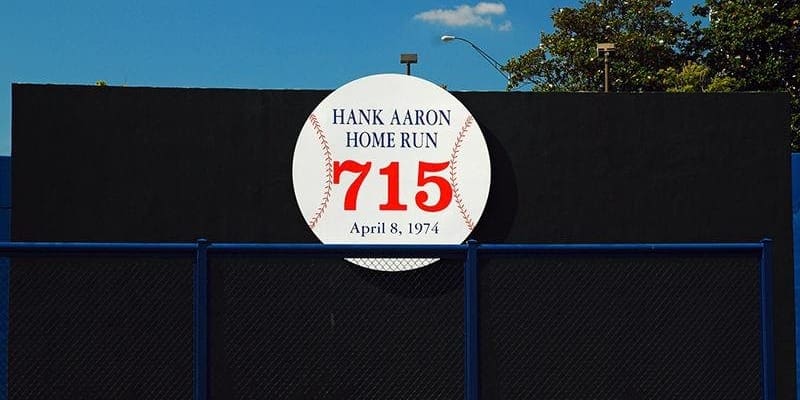 HANK AARON
HOME RUN
715
April 8, 1974